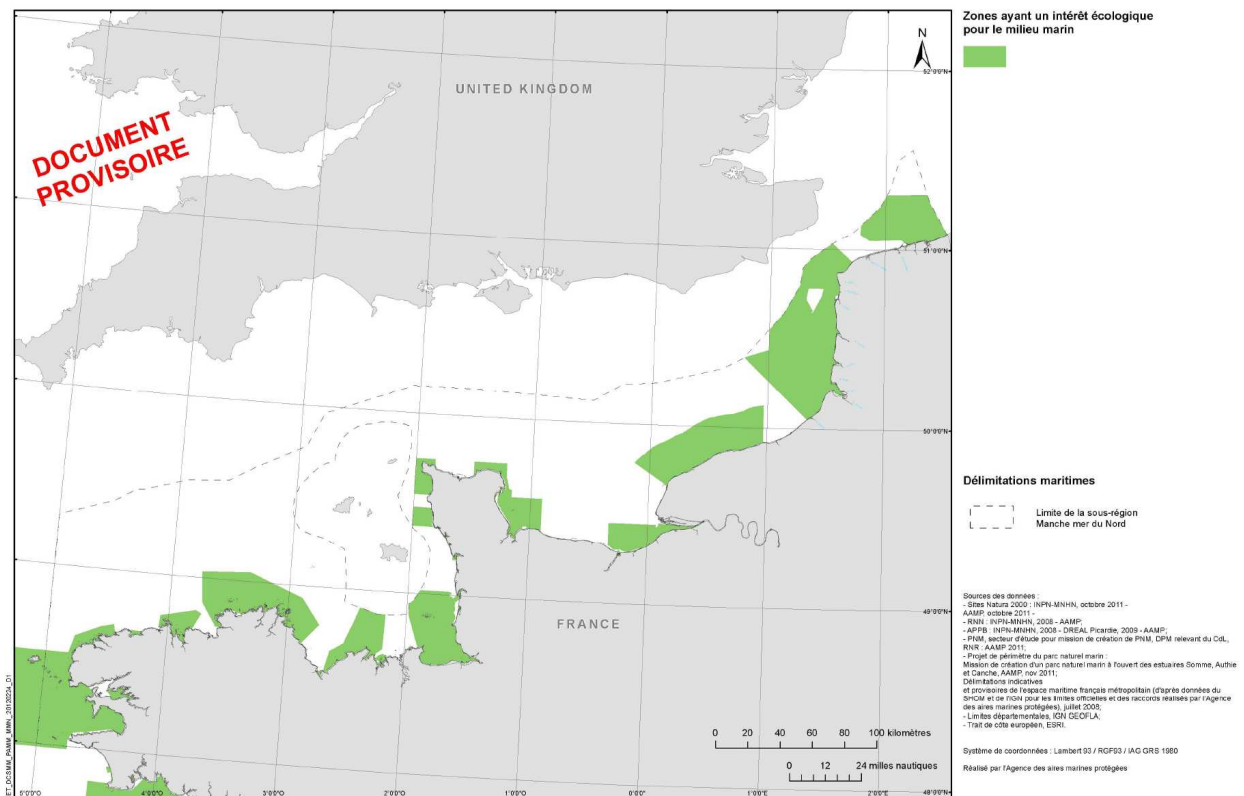 DOCUMENT
PROVISOIRE
UNITED KINGDOM
FRANCE
N
52°0'0"N
51°0'0"N
50°0'0"N
49°0'0"N
48°0'0"N
5°0'0"O
4°0'0"O
3°0'0"O
2°0'0"O
1°0'0"O
0°0'0"
1°0'0"E
2°0'0"E
0 20 40 60 80 100 kilomètres
0 12 24 milles nautiques
Zones ayant un intérêt écologique
pour le milieu marin
Délimitations maritimes
Limite de la sous-région
Manche mer du Nord
Sources des données :
- Sites Natura 2000 : INPN-MNHN, octobre 2011 -
AAMP, octobre 2011 -
- RNN : INPN-MNHN, 2008 - AAMP;
- APPB : INPN-MNHN, 2008 - DREAL Picardie, 2009 - AAMP;
- PNM, secteur d'étude pour mission de création de PNM, DPM relevant du CdL,
RNR : AAMP 2011;
- Projet de périmètre du parc naturel marin :
Mission de création d'un parc naturel marin à l'ouvert des estuaires Somme, Authie
et Canche, AAMP, nov 2011;
Délimitations indicatives
et provisoires de l'espace maritime français métropolitain (d'après données du
SHOM et de l'IGN pour les limites officielles et des raccords réalisés par l'Agence
des aires marines protégées), juillet 2008;
- Limites départementales, IGN GEOFLA;
- Trait de côte européen, ESRI.
Système de coordonnées : Lambert 93 / RGF93 / IAG GRS 1980
Réalisé par l'Agence des aires marines protégées